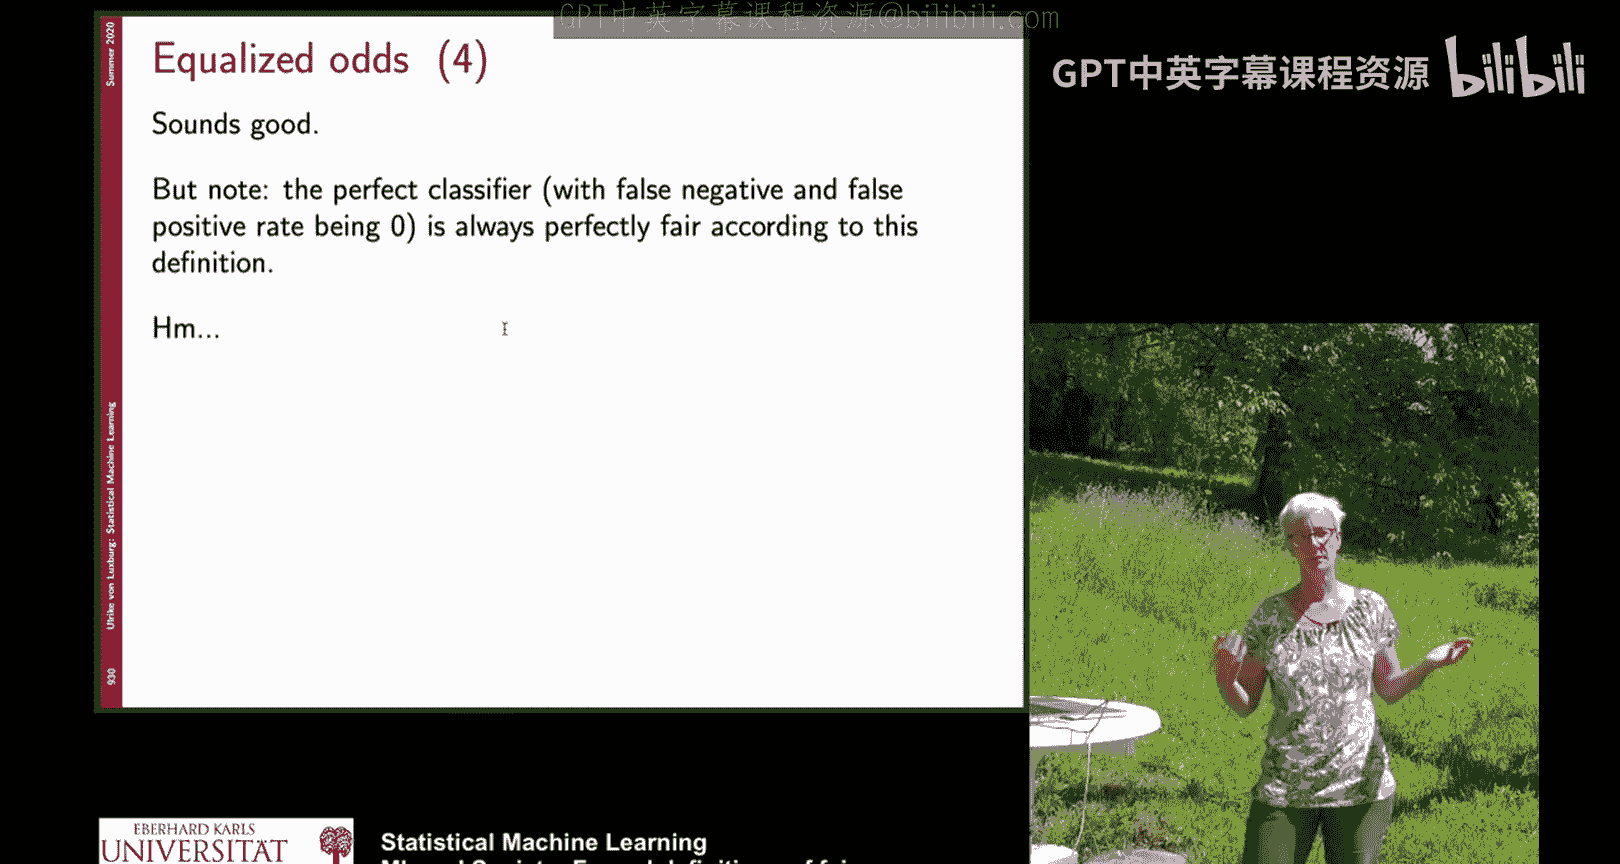 GPT中英字幕课程资源@bilibili.com
GPT中英字幕课程资源 bilibili
Summer 2020
Equalized odds (4)
Sounds good.
But note: the perfect classifier (with false negative and false
positive rate being 0) is always perfectly fair according to this
definition.
Hm...
Ulrike von Luxburg: Statistical Machine Learning
930
EBERHARD KARLS
UNIVERSITÄT
Statistical Machine Learning